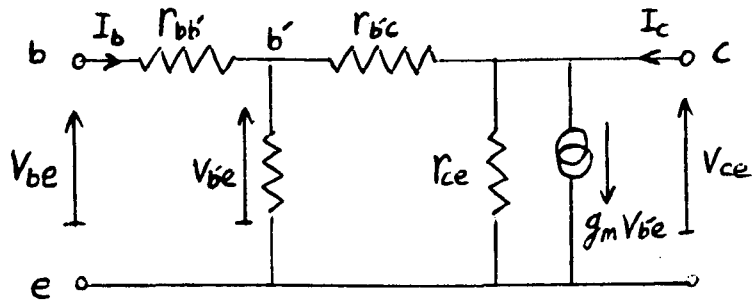 I_b r_bb' b' r_b'c I_c
b c
V_be V_b'e r_ce V_ce
g_m V_b'e
e